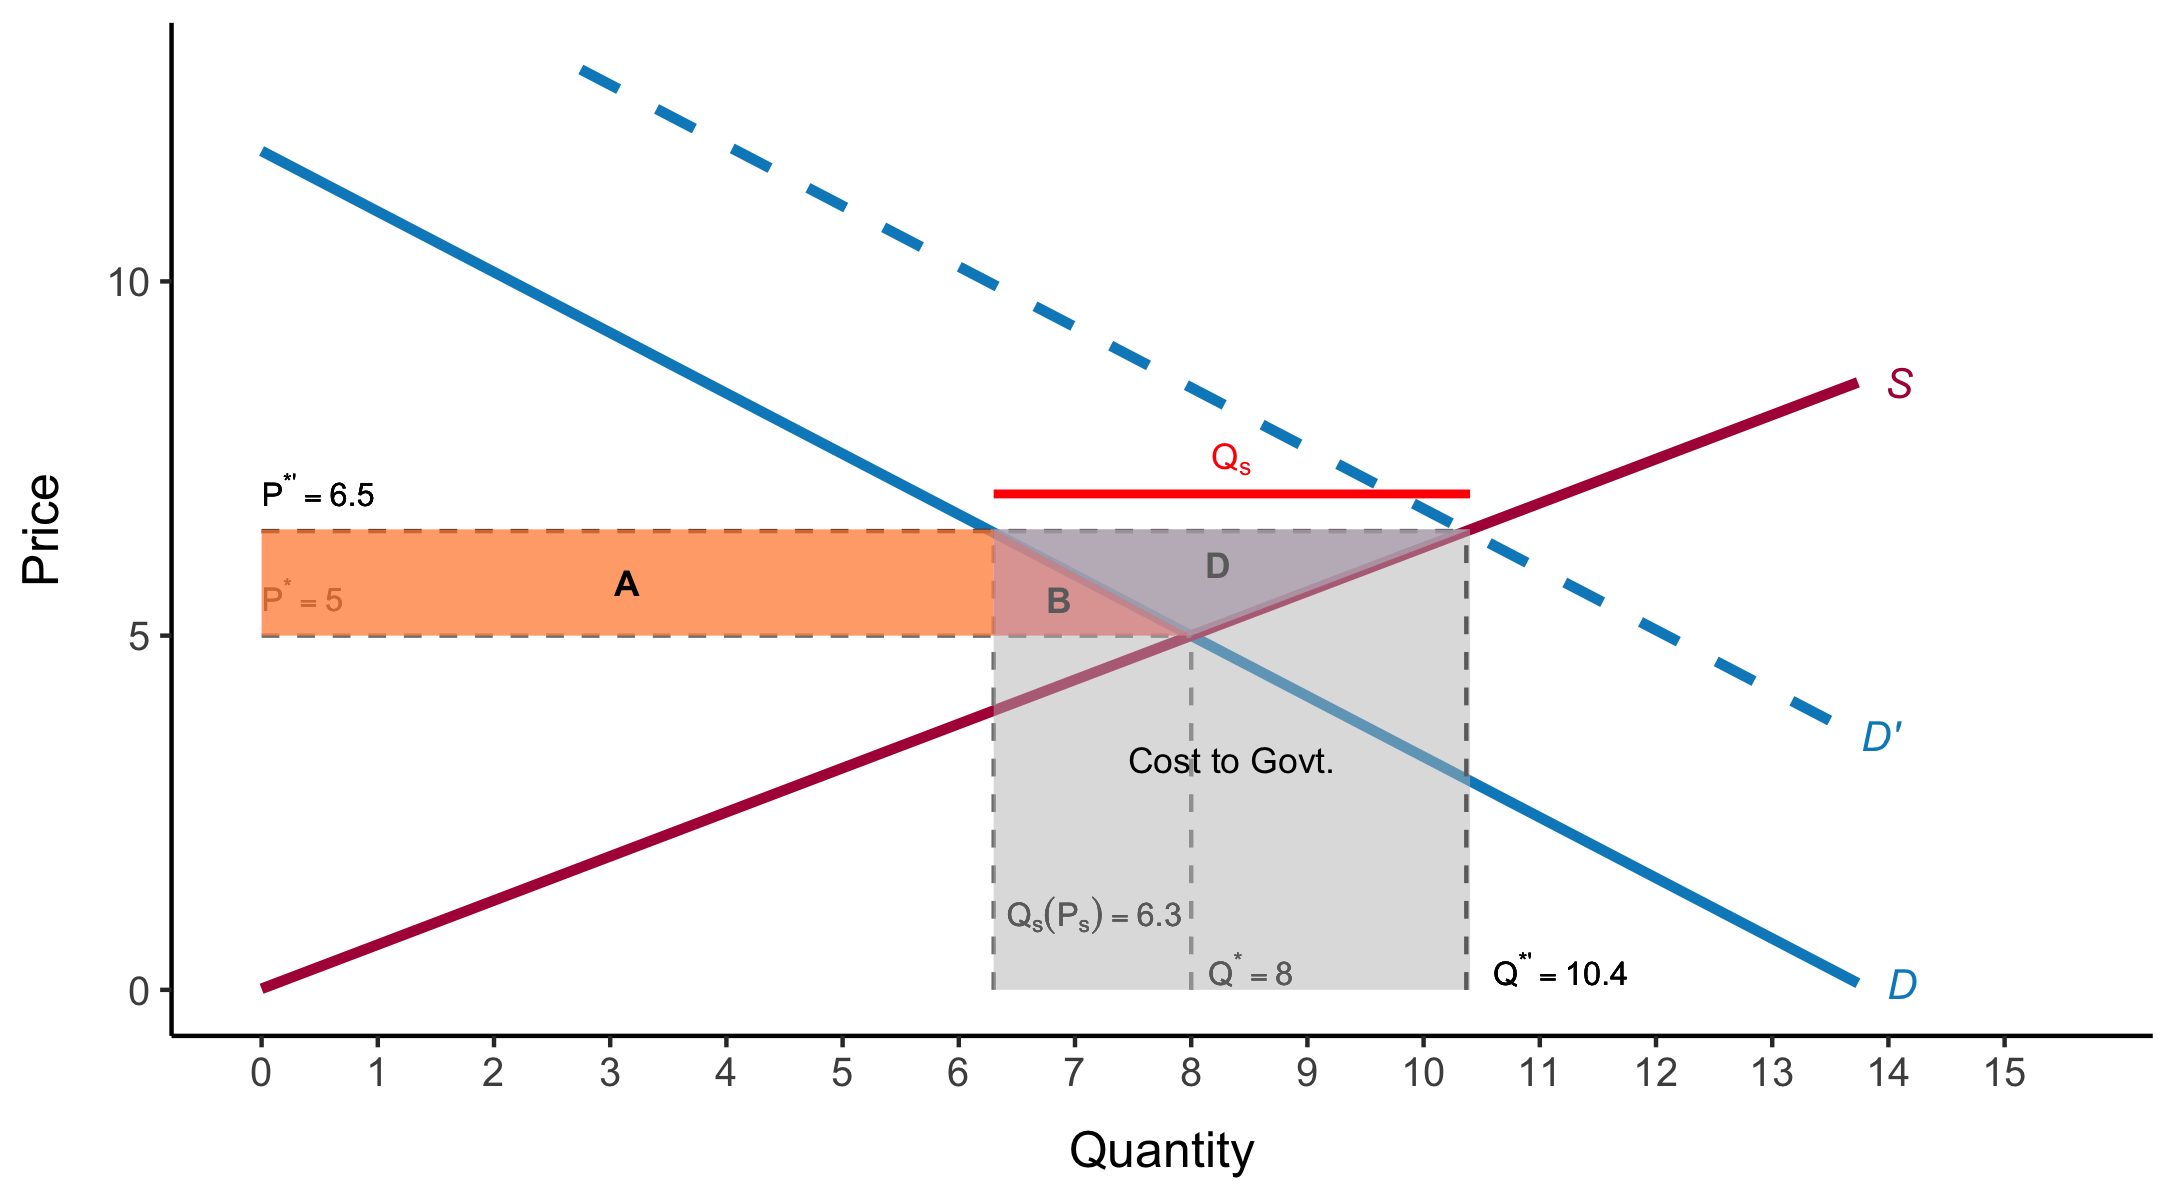 10
5
0
Price
P*' = 6.5
P* = 5
A
B
D
Qs
S
D'
D
Cost to Govt.
Qs(Ps) = 6.3
Q* = 8
Q*' = 10.4
0 1 2 3 4 5 6 7 8 9 10 11 12 13 14 15
Quantity